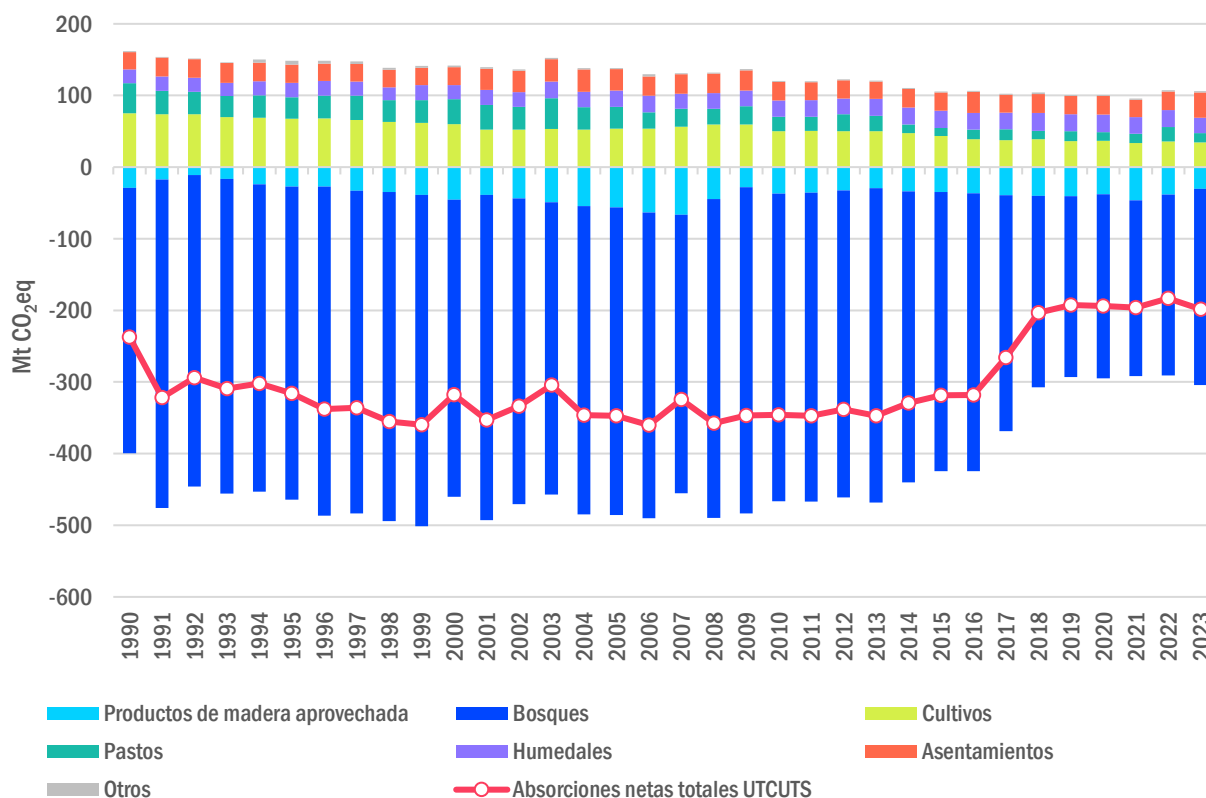 200
100
0
-100
-200
-300
-400
-500
-600
Mt CO₂eq
1990 1991 1992 1993 1994 1995 1996 1997 1998 1999 2000 2001 2002 2003 2004 2005 2006 2007 2008 2009 2010 2011 2012 2013 2014 2015 2016 2017 2018 2019 2020 2021 2022 2023
Productos de madera aprovechada Bosques Cultivos
Pastos Humedales Asentamientos
Otros Absorciones netas totales UTCUTS